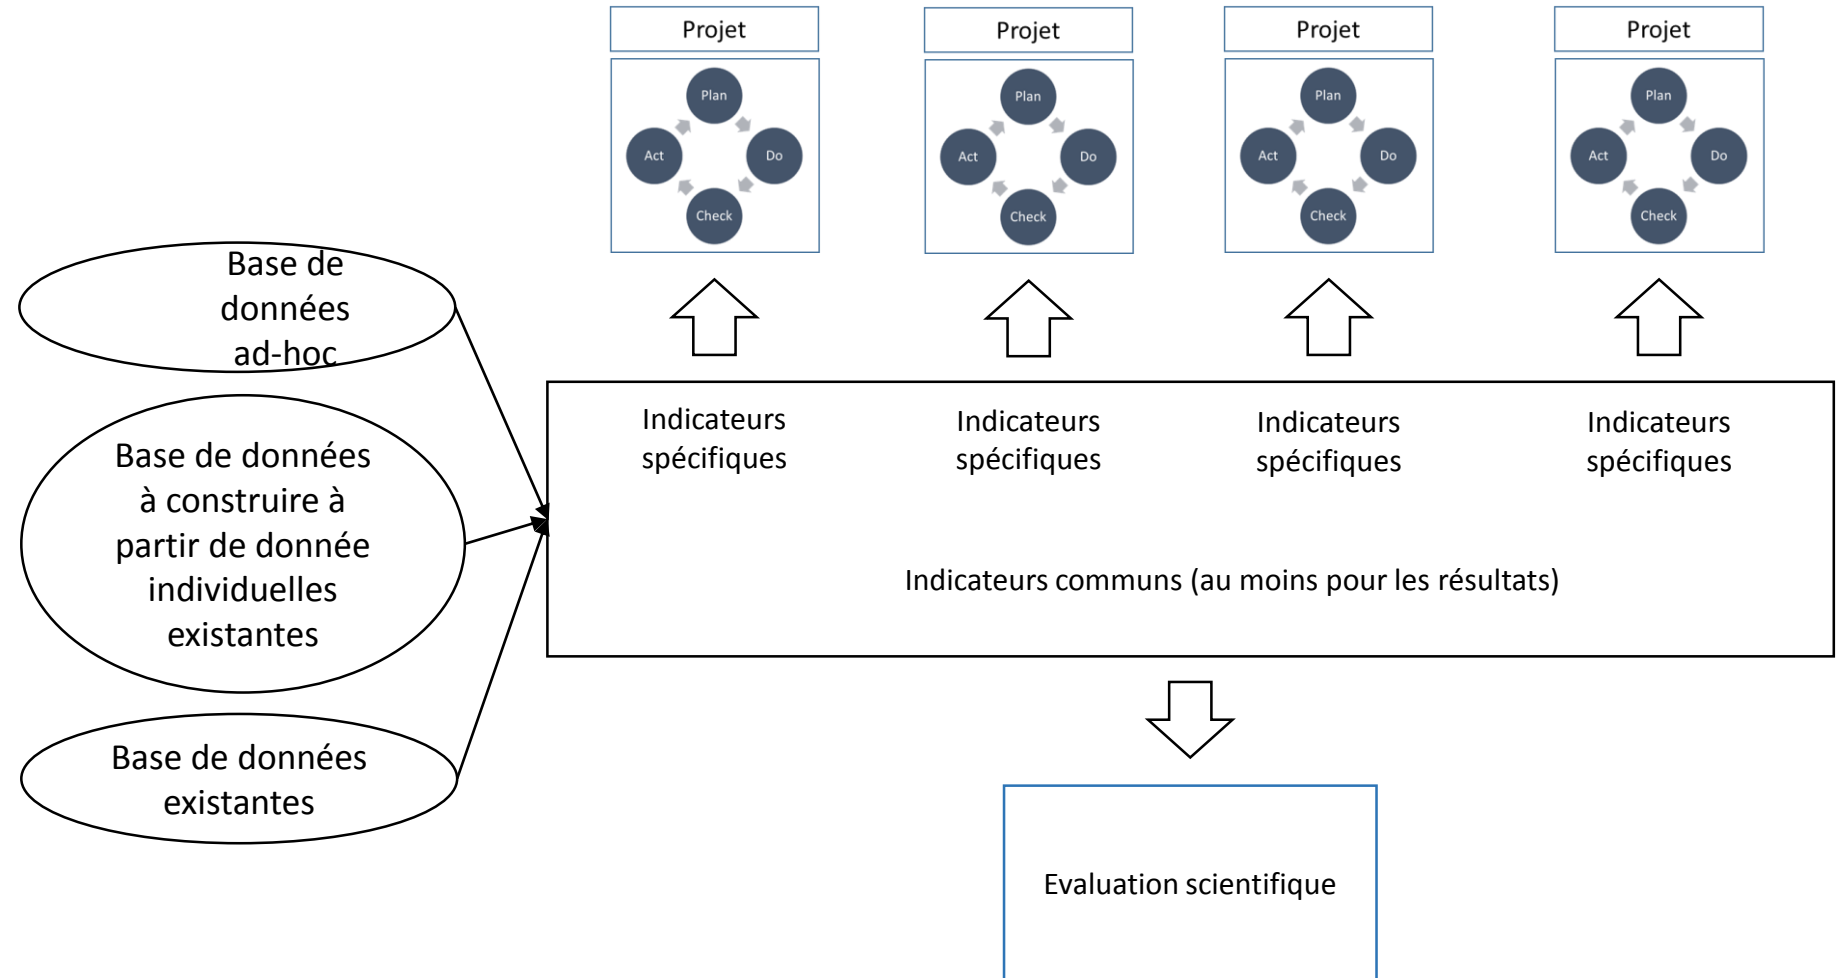 Projet
Projet
Projet
Projet
Plan
Do
Check
Act
Plan
Do
Check
Act
Plan
Do
Check
Act
Plan
Do
Check
Act
Base de
données
ad-hoc
Base de données
à construire à
partir de donnée
individuelles
existantes
Base de données
existantes
Indicateurs
spécifiques
Indicateurs
spécifiques
Indicateurs
spécifiques
Indicateurs
spécifiques
Indicateurs communs (au moins pour les résultats)
Evaluation scientifique